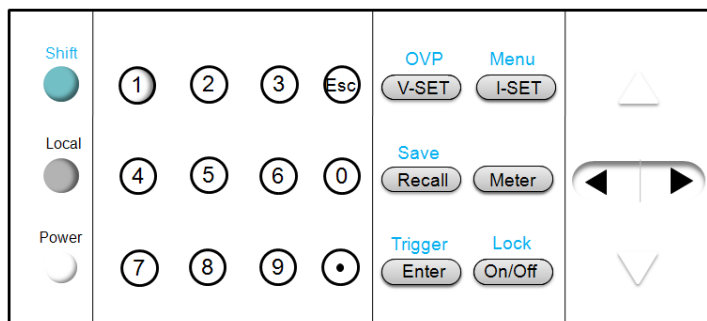 Shift OVP Menu
1 2 3 Esc V-SET I-SET
Local Save
4 5 6 0 Recall Meter
Power Trigger Lock
7 8 9 • Enter On/Off